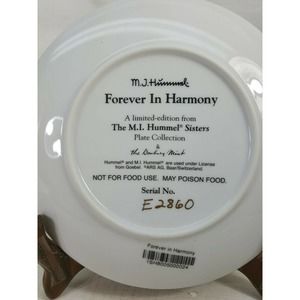 M.J. Hummel
Forever In Harmony
A limited-edition from
The M.I. Hummel® Sisters
Plate Collection
&
The Danbury Mint
Hummel® and M.I. Hummel® are used under License
from Goebel. ®ARS AG, Baar/Switzerland.
NOT FOR FOOD USE. MAY POISON FOOD.
Serial No.
E2860
Forever in Harmony